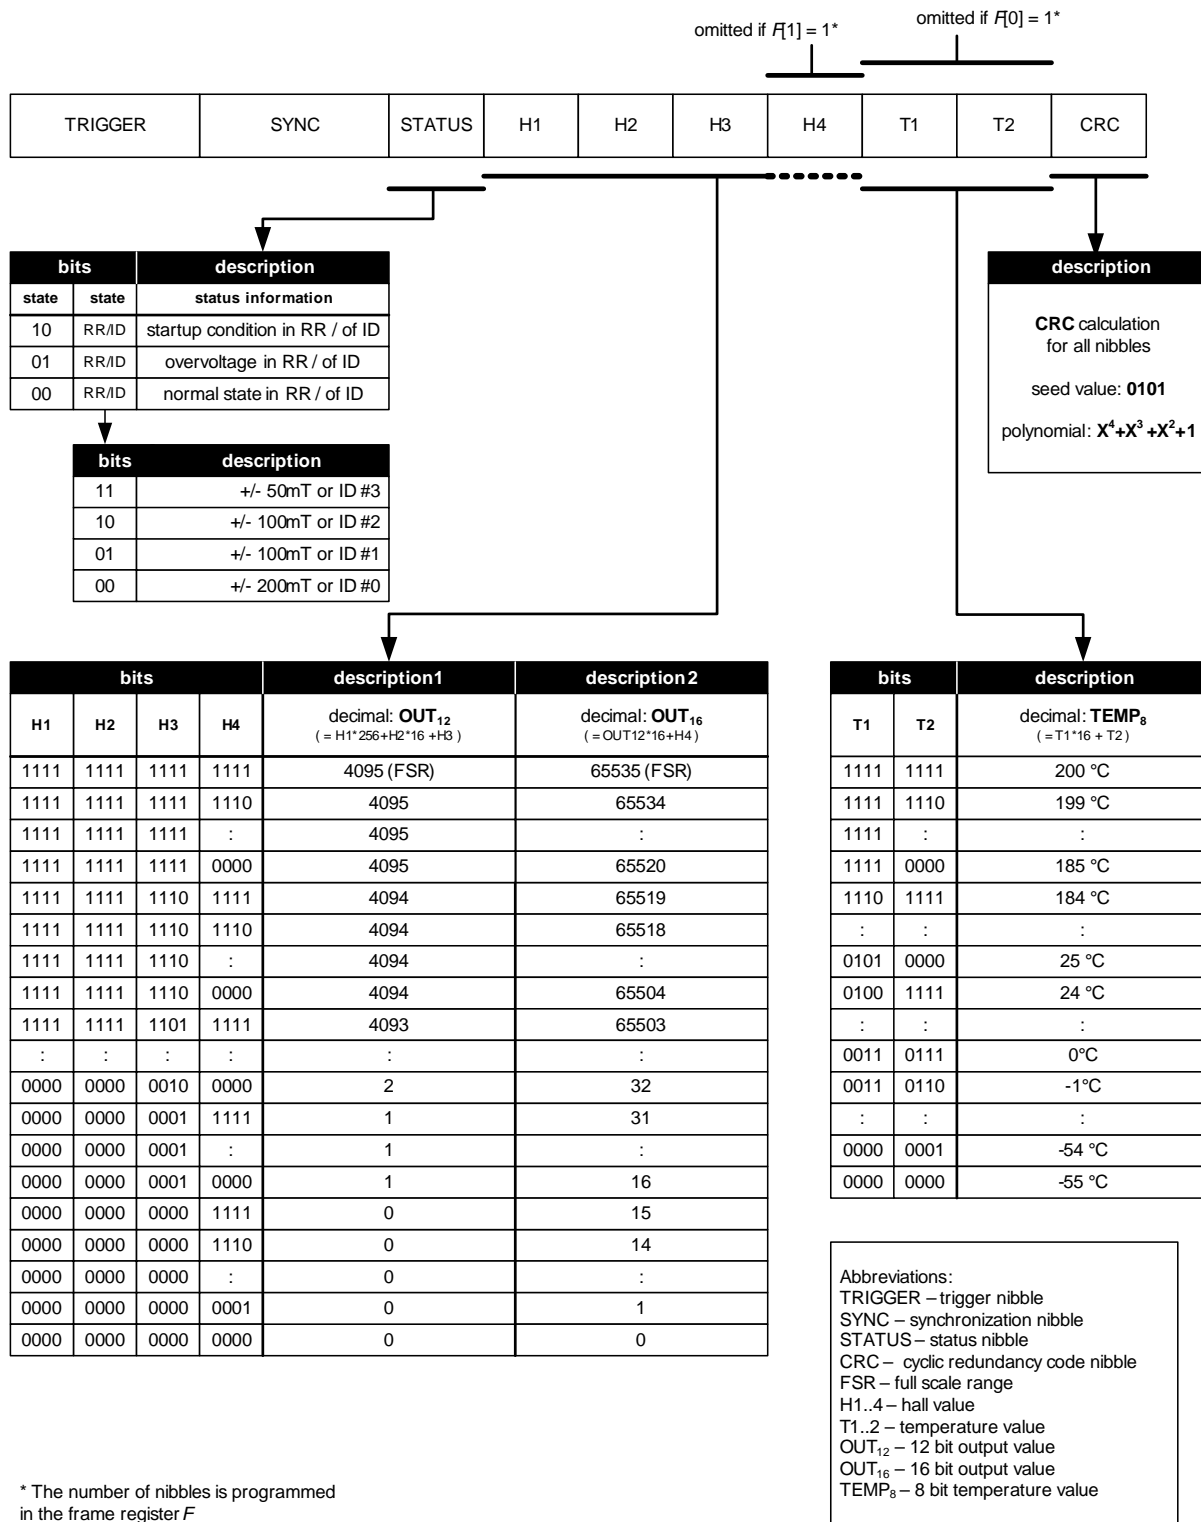 omitted if F[1] = 1*
omitted if F[0] = 1*
TRIGGER SYNC STATUS H1 H2 H3 H4 T1 T2 CRC
bits description
state state status information
10 RR/ID startup condition in RR / of ID
01 RR/ID overvoltage in RR / of ID
00 RR/ID normal state in RR / of ID
bits description
11 +/- 50mT or ID #3
10 +/- 100mT or ID #2
01 +/- 100mT or ID #1
00 +/- 200mT or ID #0
description
CRC calculation
for all nibbles
seed value: 0101
polynomial: X⁴+X³+X²+1
bits description1 description 2
H1 H2 H3 H4 decimal: OUT₁₂ decimal: OUT₁₆
( = H1*256+H2*16 +H3 ) ( = OUT12*16+H4 )
1111 1111 1111 1111 4095 (FSR) 65535 (FSR)
1111 1111 1111 1110 4095 65534
1111 1111 1111 : 4095 :
1111 1111 1111 0000 4095 65520
1111 1111 1110 1111 4094 65519
1111 1111 1110 1110 4094 65518
1111 1111 1110 : 4094 :
1111 1111 1110 0000 4094 65504
1111 1111 1101 1111 4093 65503
: : : : : :
0000 0000 0010 0000 2 32
0000 0000 0001 1111 1 31
0000 0000 0001 : 1 :
0000 0000 0001 0000 1 16
0000 0000 0000 1111 0 15
0000 0000 0000 1110 0 14
0000 0000 0000 : 0 :
0000 0000 0000 0001 0 1
0000 0000 0000 0000 0 0
bits description
T1 T2 decimal: TEMP₈
( = T1*16 + T2 )
1111 1111 200 °C
1111 1110 199 °C
1111 : :
1111 0000 185 °C
1110 1111 184 °C
: : :
0101 0000 25 °C
0100 1111 24 °C
: : :
0011 0111 0°C
0011 0110 -1°C
: : :
0000 0001 -54 °C
0000 0000 -55 °C
Abbreviations:
TRIGGER – trigger nibble
SYNC – synchronization nibble
STATUS – status nibble
CRC – cyclic redundancy code nibble
FSR – full scale range
H1..4 – hall value
T1..2 – temperature value
OUT₁₂ – 12 bit output value
OUT₁₆ – 16 bit output value
TEMP₈ – 8 bit temperature value
* The number of nibbles is programmed
in the frame register F